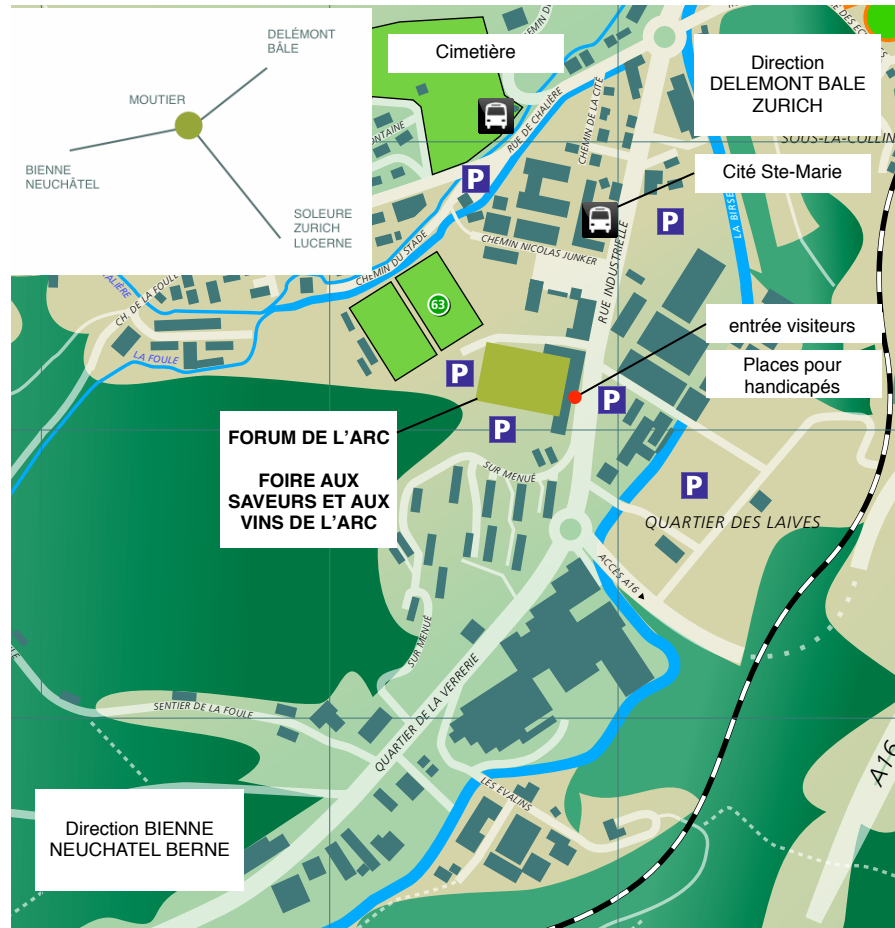 DELÉMONT
BÂLE
MOUTIER
BIENNE
NEUCHÂTEL
SOLEURE
ZURICH
LUCERNE
Cimetière
Direction
DELEMONT BALE
ZURICH
Cité Ste-Marie
entrée visiteurs
Places pour
handicapés
FORUM DE L'ARC
FOIRE AUX
SAVEURS ET AUX
VINS DE L'ARC
Direction BIENNE
NEUCHATEL BERNE
RUE DE CHALIÈRE
CHEMIN DE LA CITÉ
SOUS-LA-COLLIN
LA BIRSE
CHEMIN NICOLAS JUNKER
RUE INDUSTRIELLE
CHEMIN DU STADE
CH. DE LA FOULE
LA FOULE
63
P
P
P
P
P
P
SUR MENUÉ
QUARTIER DES LAIVES
ACCÈS A16
SUR MENUÉ
QUARTIER DE LA VERRERIE
SENTIER DE LA FOULE
LES EVALINS
A16